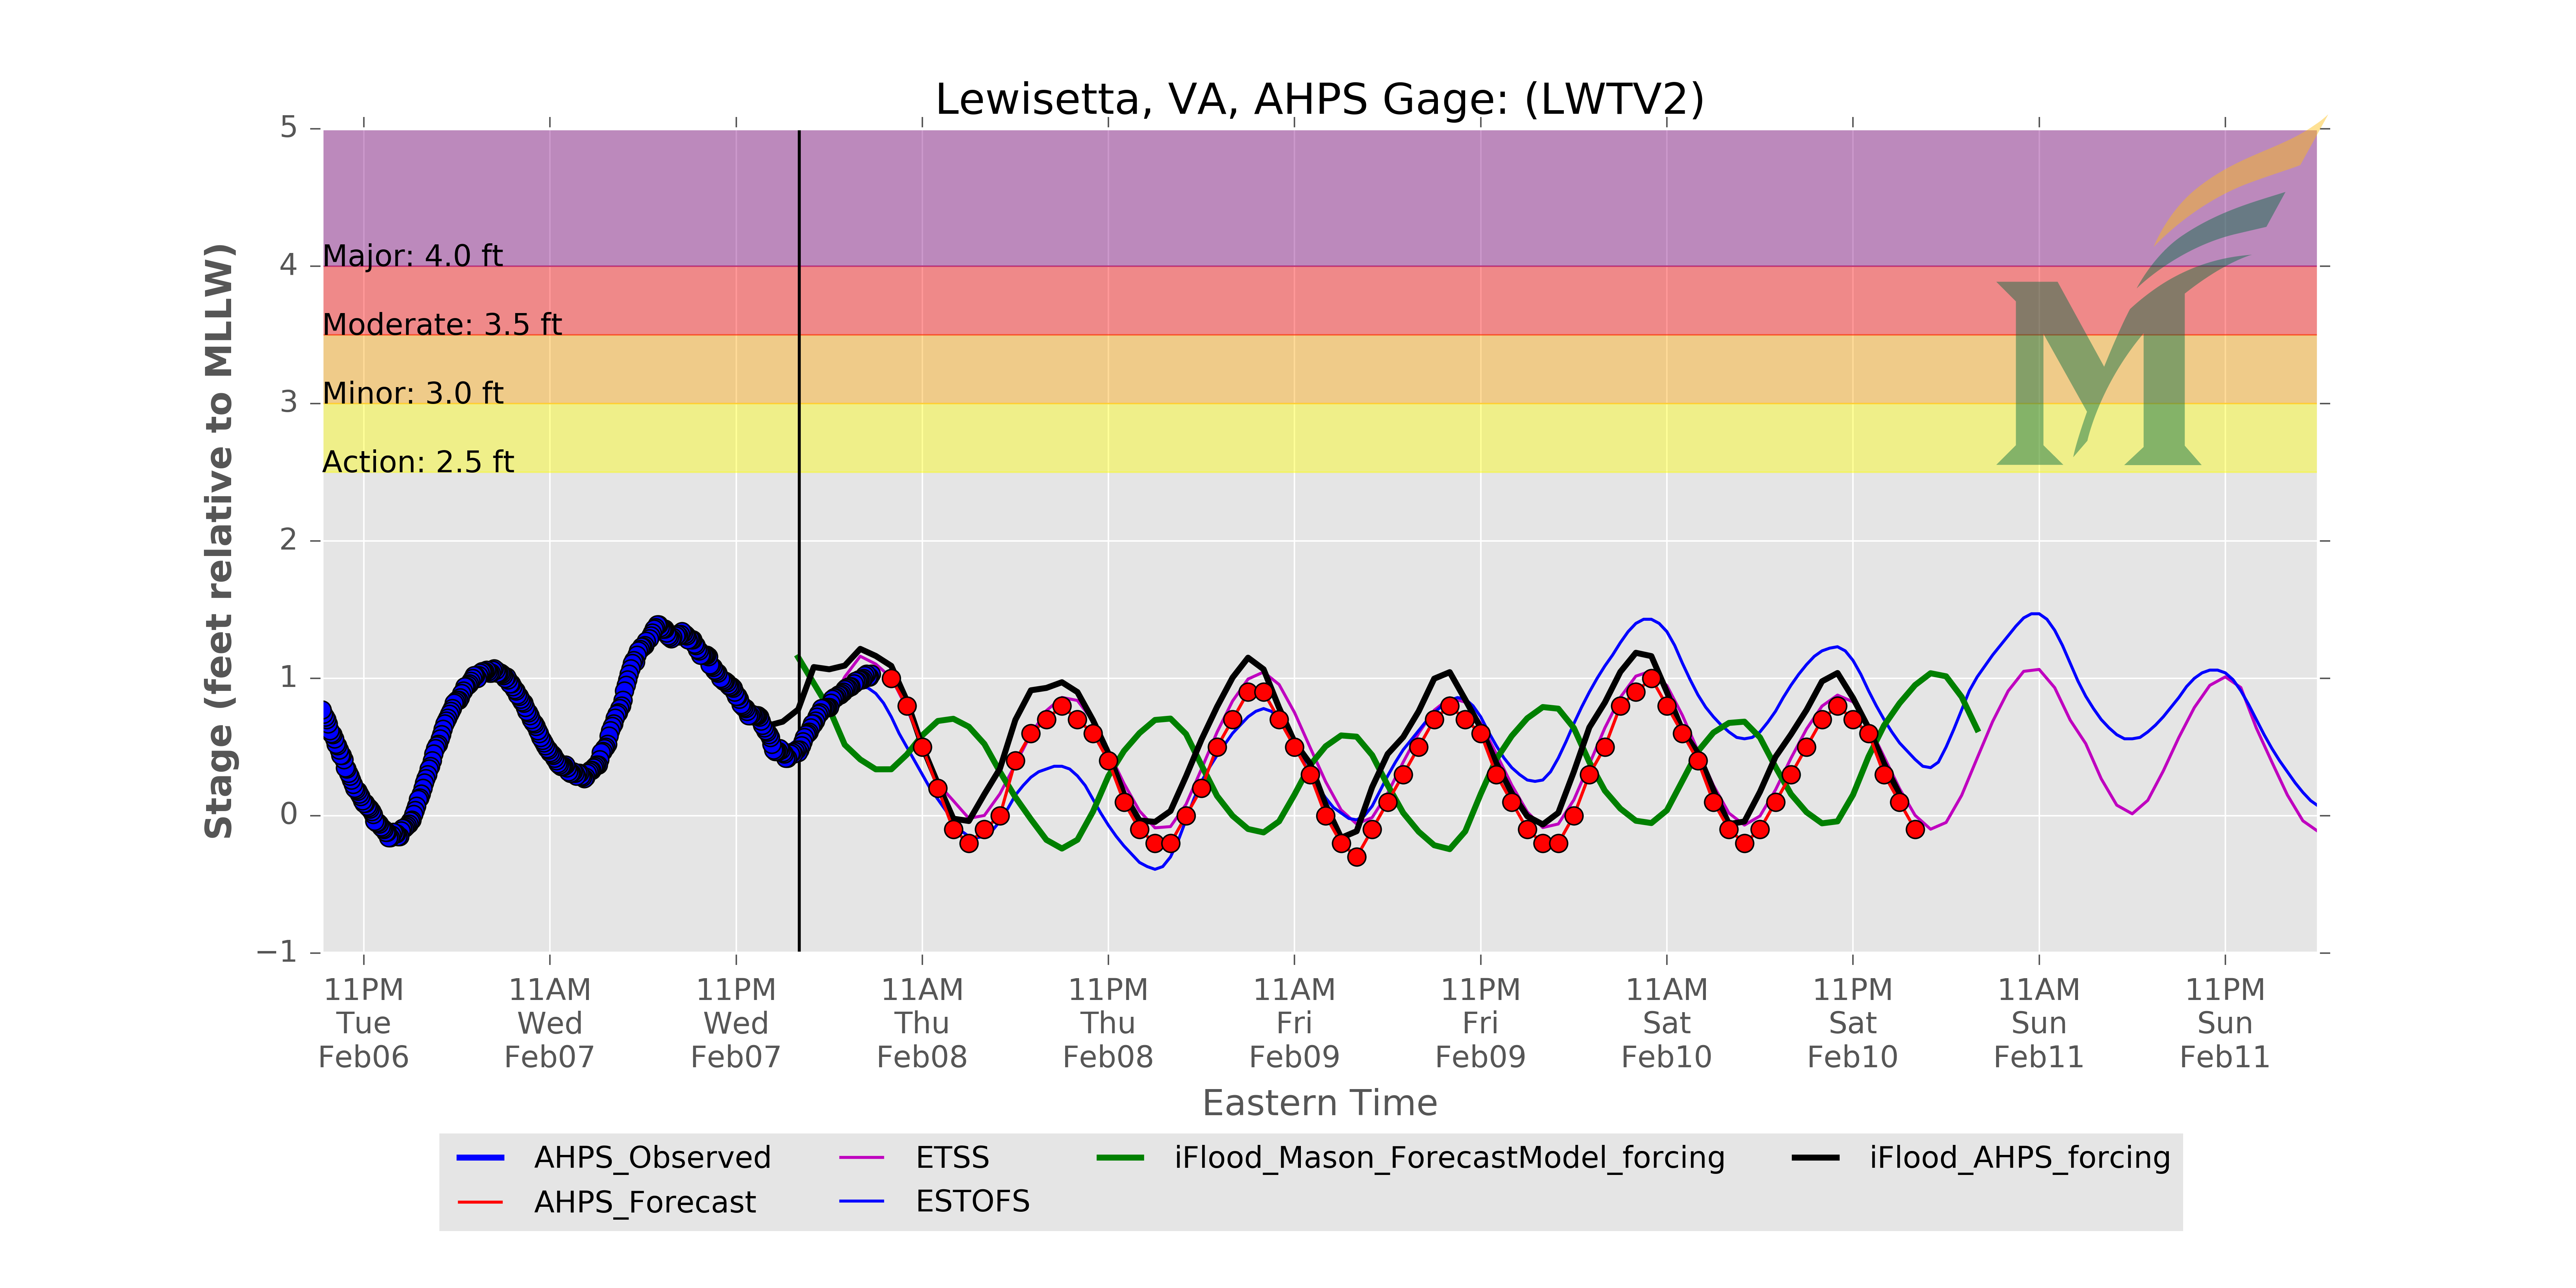 Lewisetta, VA, AHPS Gage: (LWTV2)
Stage (feet relative to MLLW)
5
4
3
2
1
0
−1
Major: 4.0 ft
Moderate: 3.5 ft
Minor: 3.0 ft
Action: 2.5 ft
M
11PM Tue Feb06
11AM Wed Feb07
11PM Wed Feb07
11AM Thu Feb08
11PM Thu Feb08
11AM Fri Feb09
11PM Fri Feb09
11AM Sat Feb10
11PM Sat Feb10
11AM Sun Feb11
11PM Sun Feb11
Eastern Time
AHPS_Observed
AHPS_Forecast
ETSS
ESTOFS
iFlood_Mason_ForecastModel_forcing
iFlood_AHPS_forcing